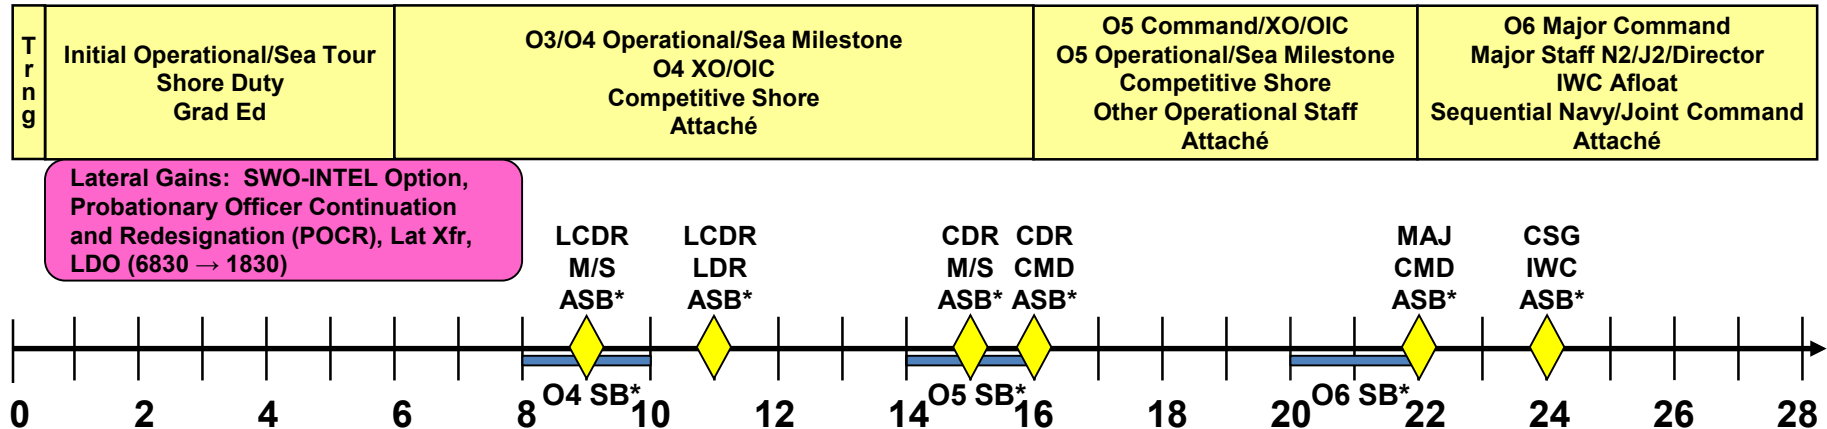 Trng
Initial Operational/Sea Tour
Shore Duty
Grad Ed
O3/O4 Operational/Sea Milestone
O4 XO/OIC
Competitive Shore
Attaché
O5 Command/XO/OIC
O5 Operational/Sea Milestone
Competitive Shore
Other Operational Staff
Attaché
O6 Major Command
Major Staff N2/J2/Director
IWC Afloat
Sequential Navy/Joint Command
Attaché
Lateral Gains: SWO-INTEL Option,
Probationary Officer Continuation
and Redesignation (POCR), Lat Xfr,
LDO (6830 → 1830)
LCDR
M/S
ASB*
LCDR
LDR
ASB*
CDR
M/S
ASB*
CDR
CMD
ASB*
MAJ
CMD
ASB*
CSG
IWC
ASB*
O4 SB*
O5 SB*
O6 SB*
0 2 4 6 8 10 12 14 16 18 20 22 24 26 28